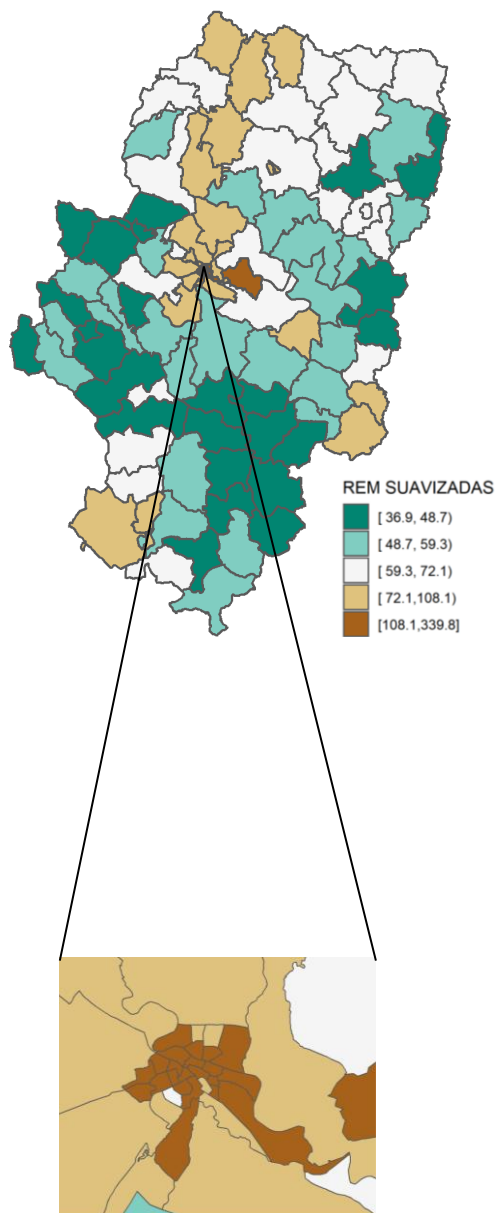 REM SUAVIZADAS
[ 36.9, 48.7)
[ 48.7, 59.3)
[ 59.3, 72.1)
[ 72.1,108.1)
[108.1,339.8]